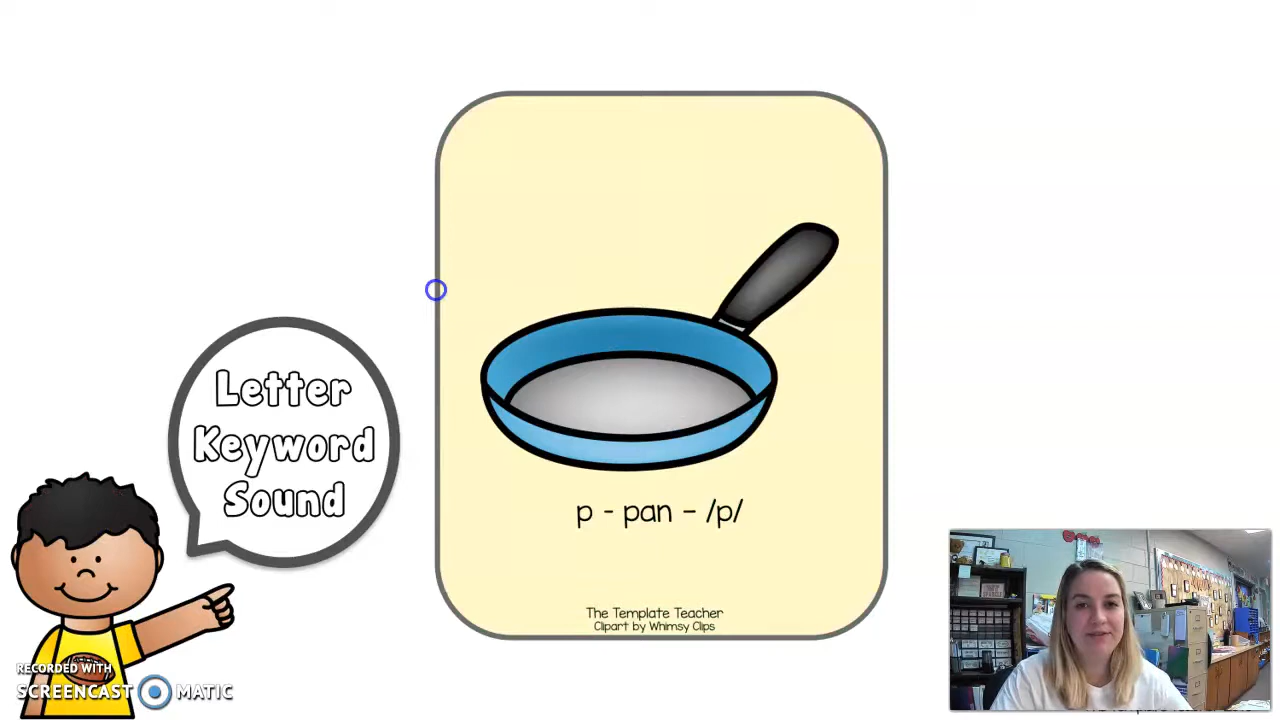 Letter
Keyword
Sound
p - pan - /p/
The Template Teacher
Clipart by Whimsy Clips
RECORDED WITH
SCREENCAST MATIC